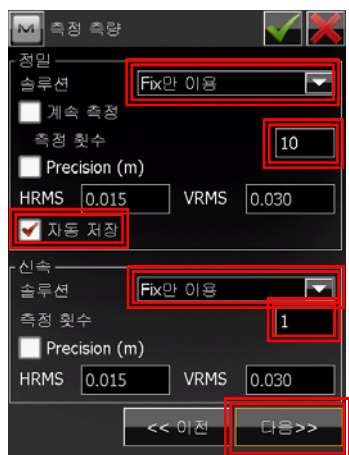 M 측정 측량
정밀
솔루션 Fix만 이용
계속 측정
측정 횟수 10
Precision (m)
HRMS 0.015 VRMS 0.030
자동 저장
신속
솔루션 Fix만 이용
측정 횟수 1
Precision (m)
HRMS 0.015 VRMS 0.030
<< 이전 다음>>